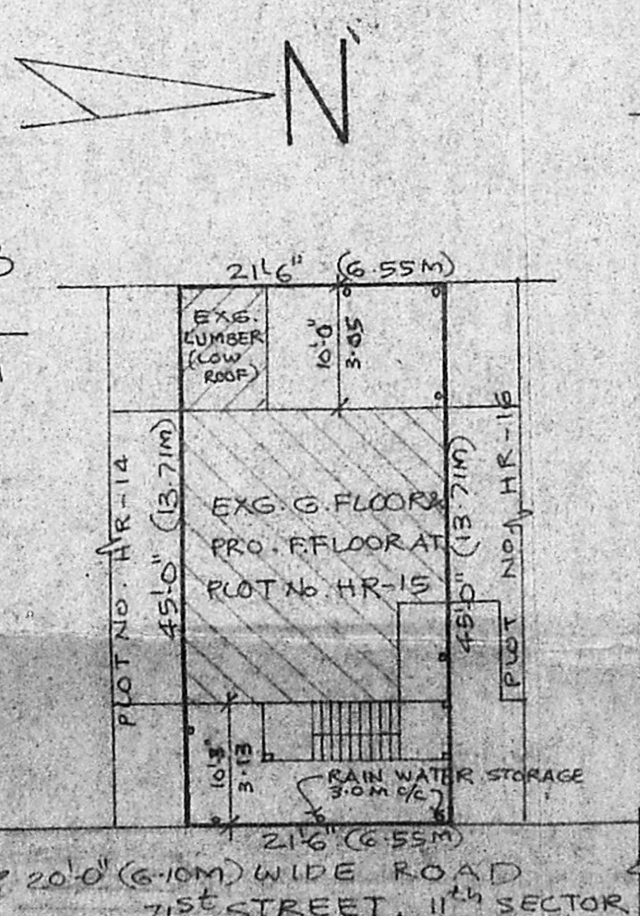 N
21'6" (6.55M)
EXG.
LUMBER
(LOW
ROOF)
10'-0"
3.05
45'-0" (13.71M)
45'-0" (13.71M)
PLOT NO. HR-14
PLOT NO. HR-16
EXG. G. FLOOR &
PRO. F.FLOOR AT
PLOT No. HR-15
10'-3"
3.13
RAIN WATER STORAGE
3.0M c/c
21'-6" (6.55M)
20'-0" (6.10M) WIDE ROAD
71st STREET, 11th SECTOR